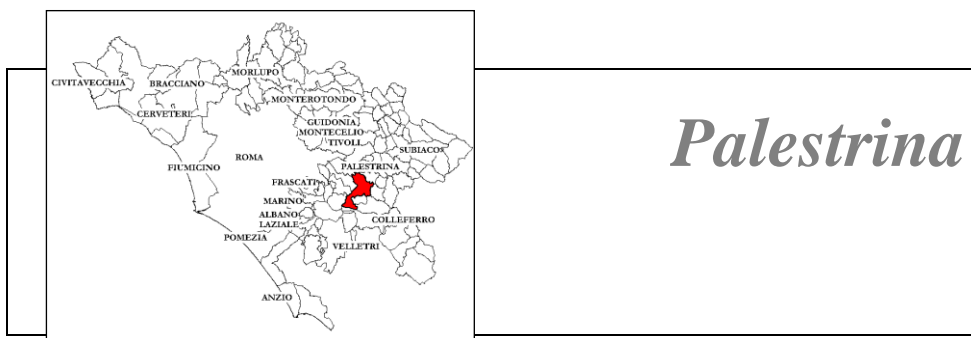 Palestrina
MORLUPO
CIVITAVECCHIA
BRACCIANO
MONTEROTONDO
CERVETERI
GUIDONIA
MONTECELIO
TIVOLI
SUBIACO
ROMA
PALESTRINA
FIUMICINO
FRASCATI
MARINO
ALBANO
LAZIALE
COLLEFERRO
POMEZIA
VELLETRI
ANZIO